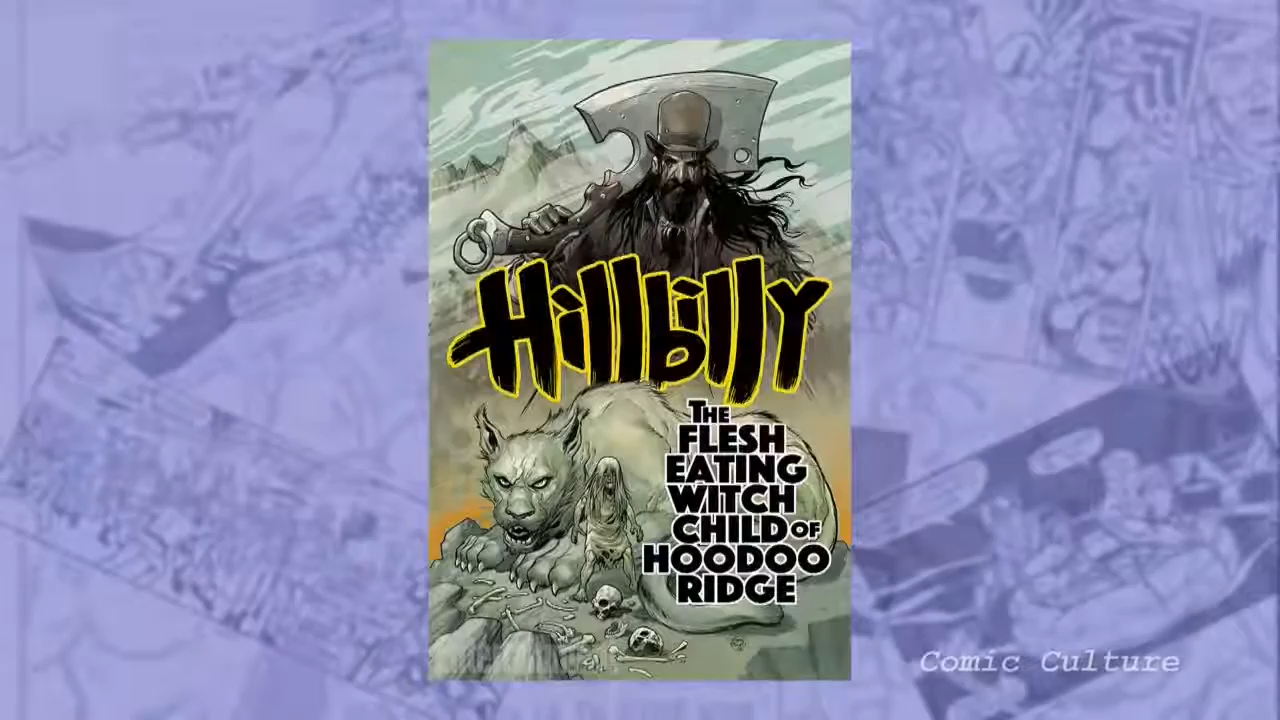 Hillbilly
THE
FLESH
EATING
WITCH
CHILD OF
HOODOO
RIDGE
Comic Culture